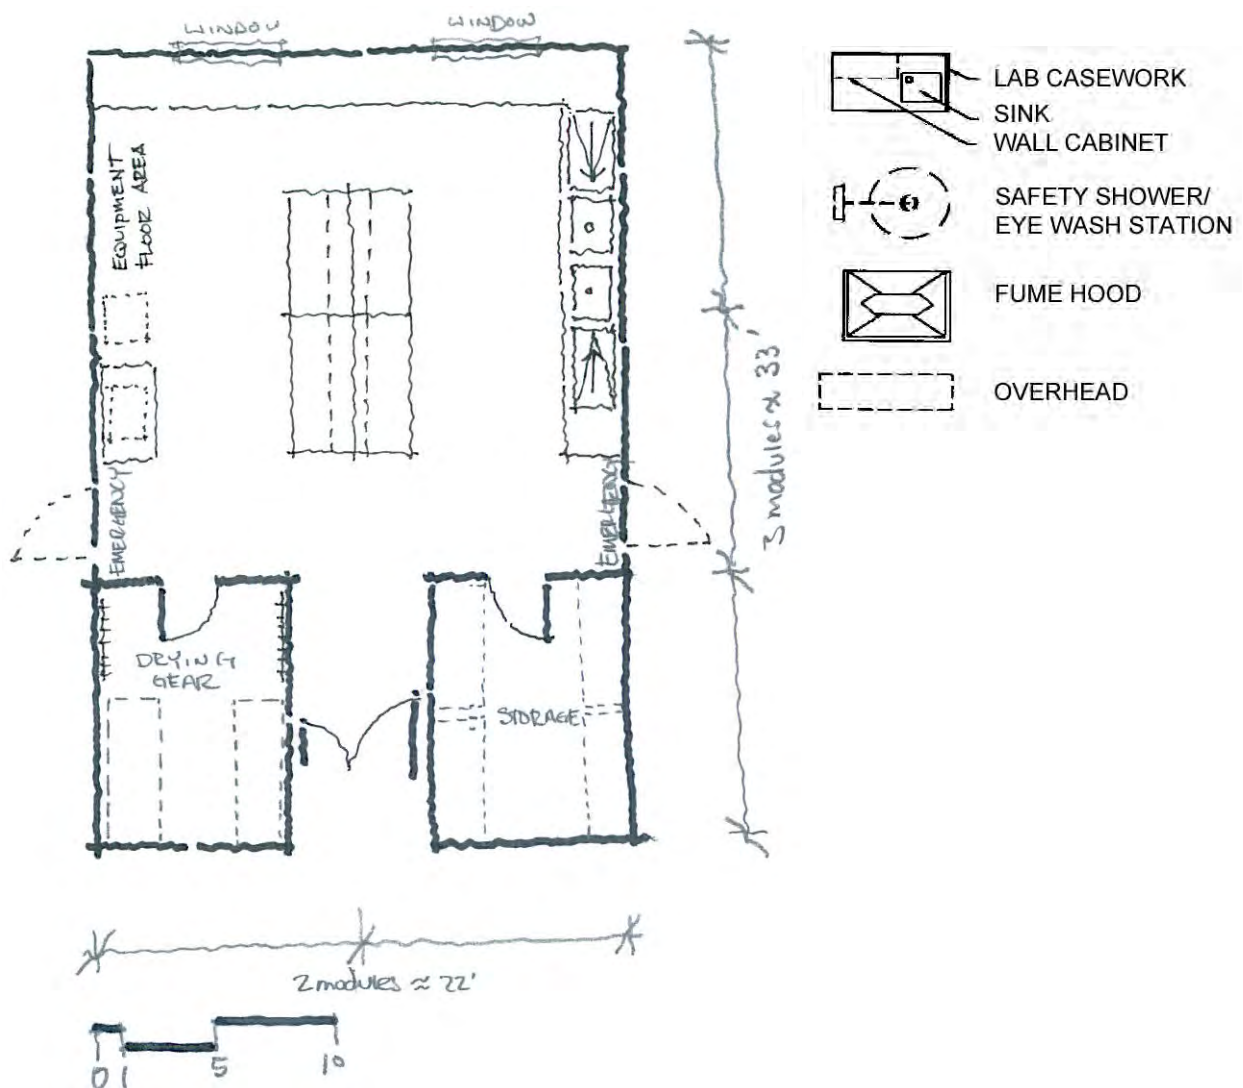 WINDOW
WINDOW
LAB CASEWORK
SINK
WALL CABINET
EQUIPMENT
FLOOR AREA
SAFETY SHOWER/
EYE WASH STATION
FUME HOOD
OVERHEAD
3 modules ≈ 33'
EMERGENCY
EMERGENCY
DRYING
GEAR
STORAGE
2 modules ≈ 22'
0 1 5 10